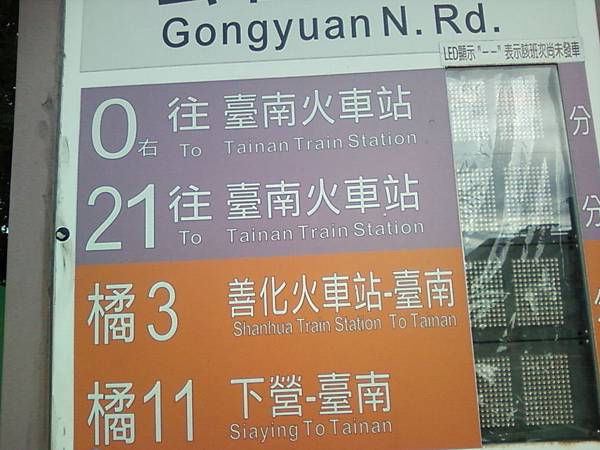 Gongyuan N. Rd.
LED顯示"--"表示該班次尚未發車
0右 往 臺南火車站 分
To Tainan Train Station
21 往 臺南火車站 分
To Tainan Train Station
橘3 善化火車站-臺南
Shanhua Train Station To Tainan
橘11 下營-臺南
Siaying To Tainan